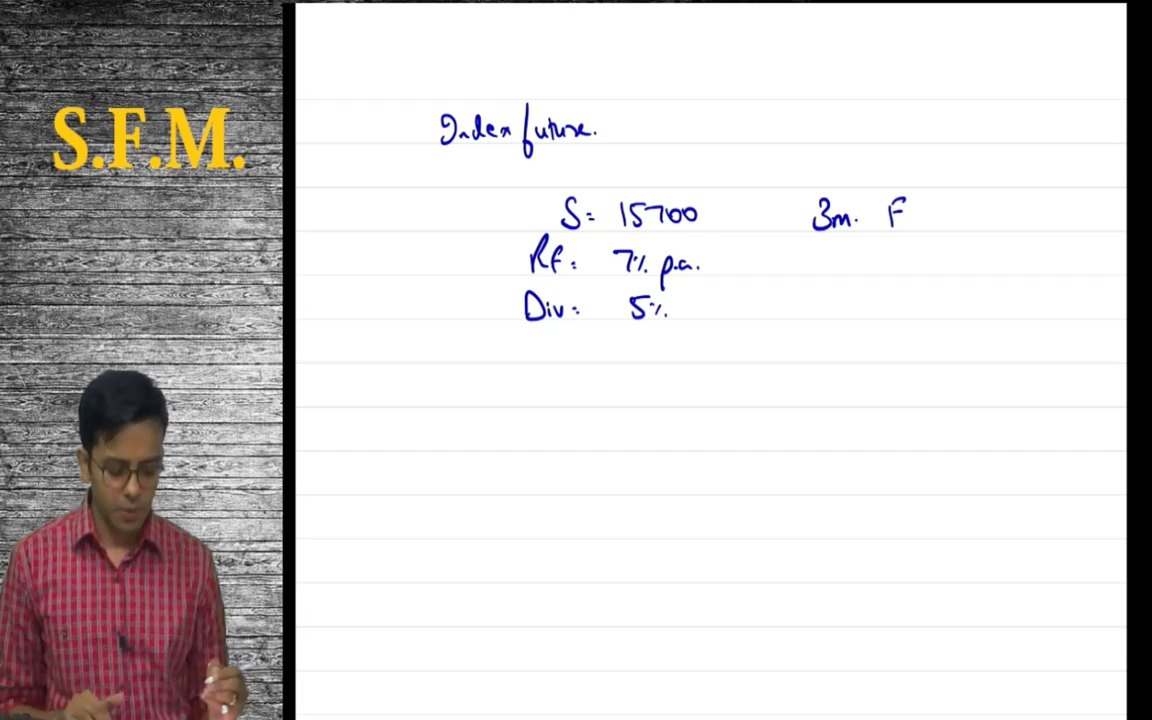 S.F.M.
Index future.
S= 15700 3m. F
Rf: 7% p.a.
Div= 5%